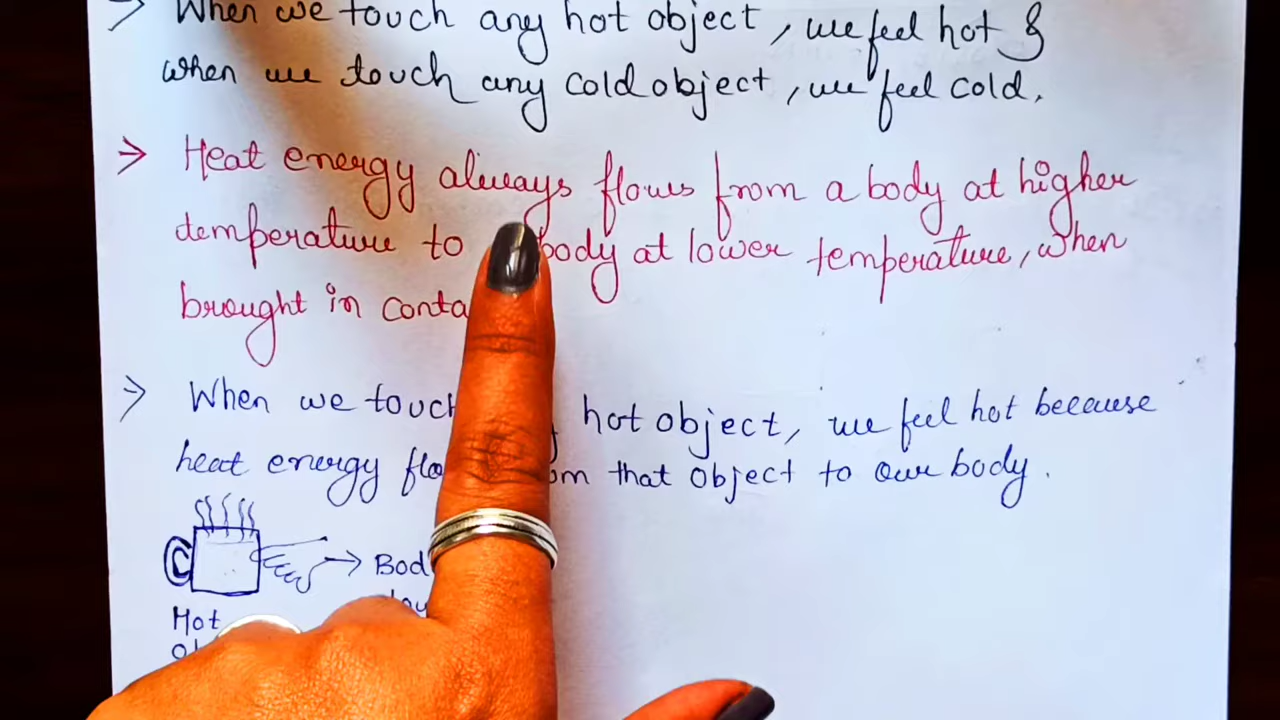 When we touch any hot object, we feel hot &
when we touch any cold object, we feel cold.
→ Heat energy always flows from a body at higher
temperature to body at lower temperature, when
brought in conta
→ When we touch hot object, we feel hot because
heat energy flo om that object to our body.
→ Bod
Hot